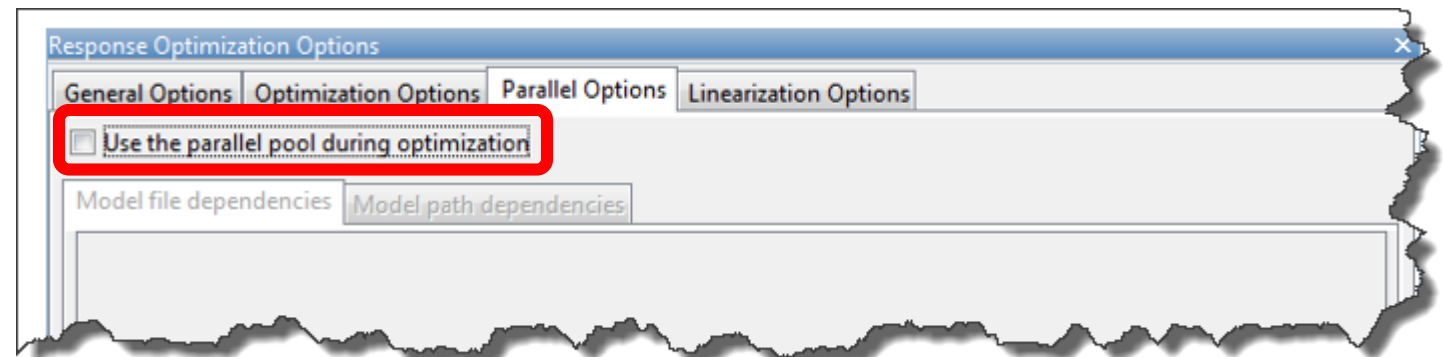 Response Optimization Options
General Options Optimization Options Parallel Options Linearization Options
Use the parallel pool during optimization
Model file dependencies Model path dependencies